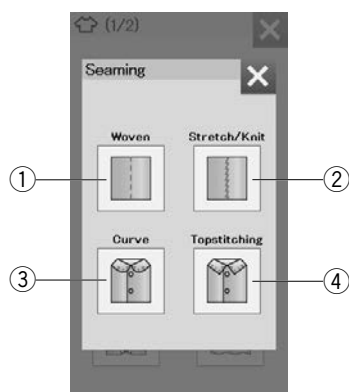 (1/2)
Seaming
Woven Stretch/Knit
1 2
Curve Topstitching
3 4